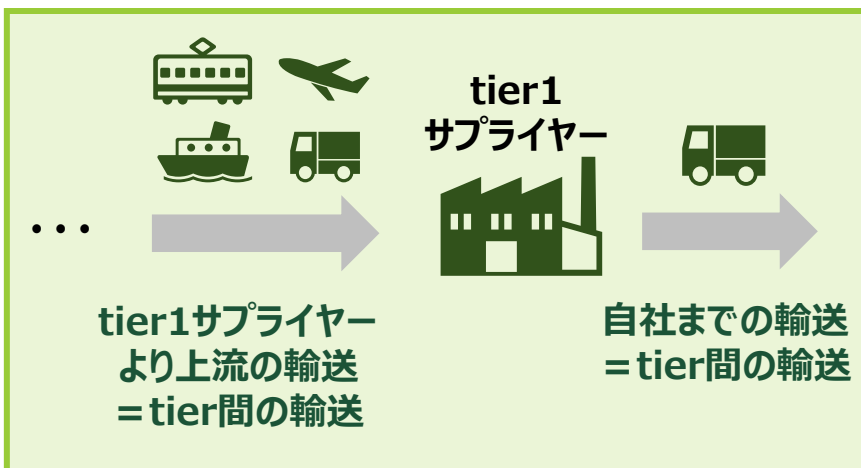 tier1
サプライヤー
・・・
tier1サプライヤー
より上流の輸送
＝tier間の輸送
自社までの輸送
＝tier間の輸送